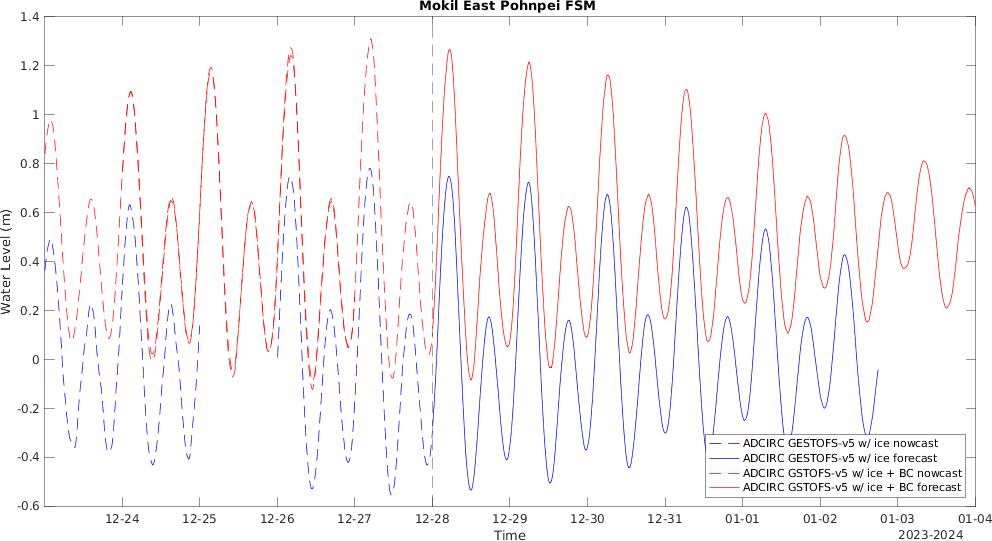 Mokil East Pohnpei FSM
1.4
1.2
1
0.8
0.6
0.4
0.2
0
-0.2
-0.4
-0.6
Water Level (m)
12-24 12-25 12-26 12-27 12-28 12-29 12-30 12-31 01-01 01-02 01-03 01-04
Time
2023-2024
ADCIRC GESTOFS-v5 w/ ice nowcast
ADCIRC GESTOFS-v5 w/ ice forecast
ADCIRC GSTOFS-v5 w/ ice + BC nowcast
ADCIRC GSTOFS-v5 w/ ice + BC forecast